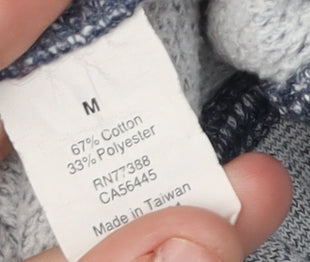 M
67% Cotton
33% Polyester
RN77388
CA56445
Made in Taiwan